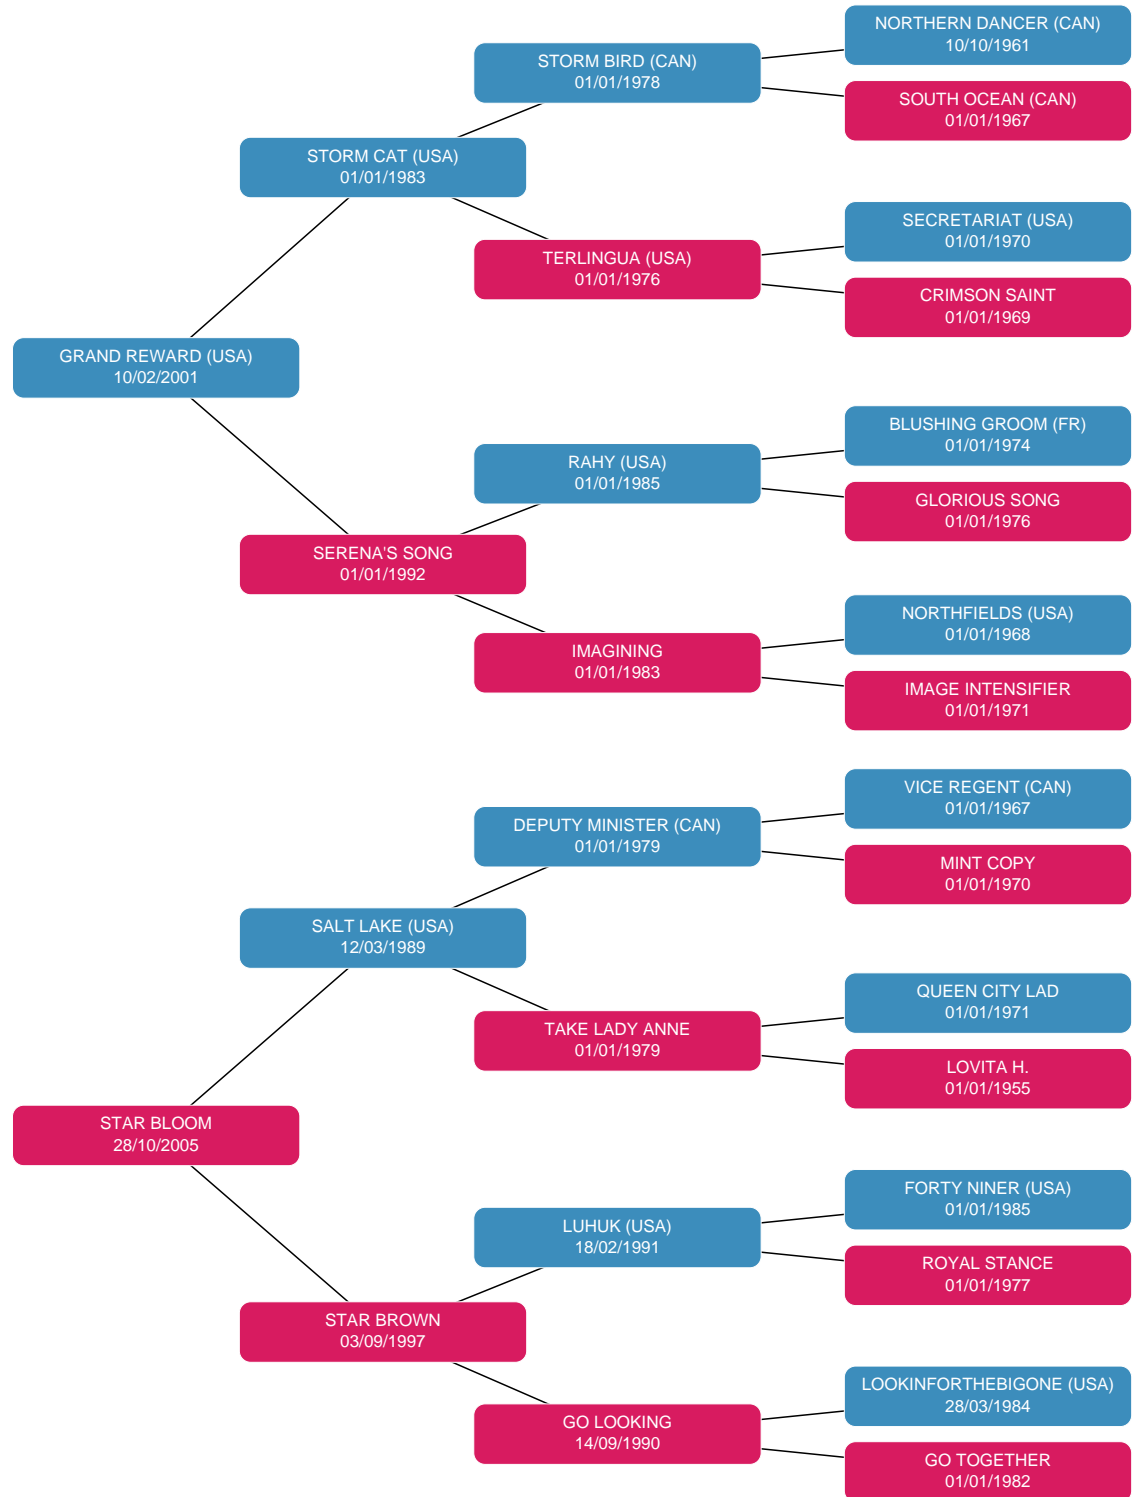 NORTHERN DANCER (CAN)
10/10/1961
STORM BIRD (CAN)
01/01/1978
SOUTH OCEAN (CAN)
01/01/1967
STORM CAT (USA)
01/01/1983
SECRETARIAT (USA)
01/01/1970
TERLINGUA (USA)
01/01/1976
CRIMSON SAINT
01/01/1969
GRAND REWARD (USA)
10/02/2001
BLUSHING GROOM (FR)
01/01/1974
RAHY (USA)
01/01/1985
GLORIOUS SONG
01/01/1976
SERENA'S SONG
01/01/1992
NORTHFIELDS (USA)
01/01/1968
IMAGINING
01/01/1983
IMAGE INTENSIFIER
01/01/1971
VICE REGENT (CAN)
01/01/1967
DEPUTY MINISTER (CAN)
01/01/1979
MINT COPY
01/01/1970
SALT LAKE (USA)
12/03/1989
QUEEN CITY LAD
01/01/1971
TAKE LADY ANNE
01/01/1979
LOVITA H.
01/01/1955
STAR BLOOM
28/10/2005
FORTY NINER (USA)
01/01/1985
LUHUK (USA)
18/02/1991
ROYAL STANCE
01/01/1977
STAR BROWN
03/09/1997
LOOKINFORTHEBIGONE (USA)
28/03/1984
GO LOOKING
14/09/1990
GO TOGETHER
01/01/1982